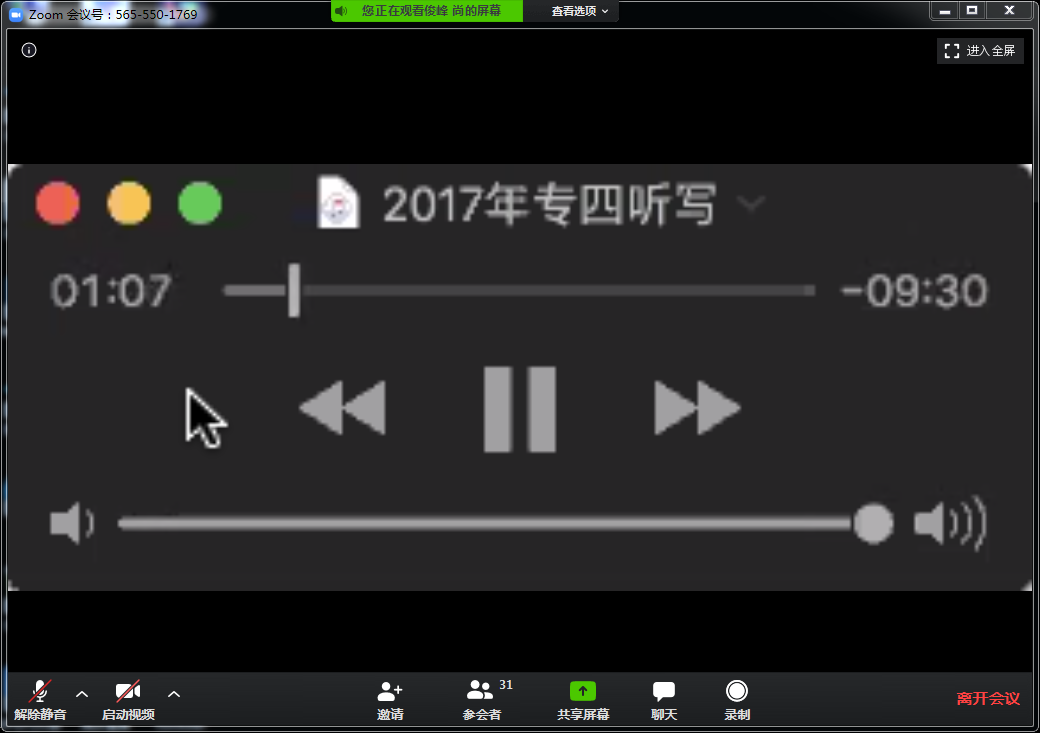 Zoom 会议号：565-550-1769
您正在观看俊峰 尚的屏幕
查看选项
进入全屏
2017年专四听写
01:07
-09:30
解除静音
启动视频
邀请
31
参会者
共享屏幕
聊天
录制
离开会议